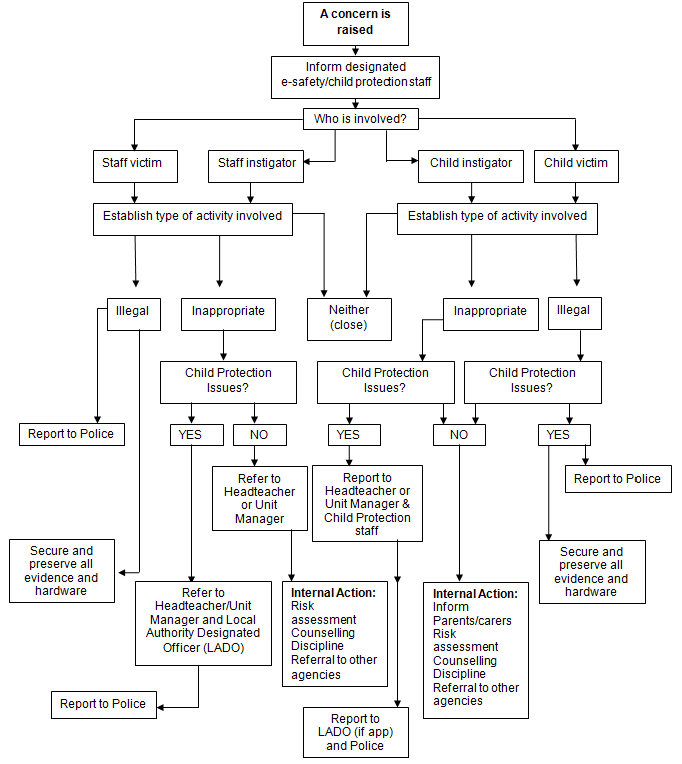 A concern is
raised
Inform designated
e-safety/child protection staff
Who is involved?
Staff victim
Staff instigator
Child instigator
Child victim
Establish type of activity involved
Establish type of activity involved
Illegal
Inappropriate
Neither
(close)
Inappropriate
Illegal
Child Protection
Issues?
Child Protection
Issues?
Child Protection
Issues?
Report to Police
YES
NO
YES
NO
YES
Refer to
Headteacher
or Unit
Manager
Report to
Headteacher or
Unit Manager &
Child Protection
staff
Report to Police
Secure and
preserve all
evidence and
hardware
Secure and
preserve all
evidence and
hardware
Refer to
Headteacher/Unit
Manager and Local
Authority Designated
Officer (LADO)
Internal Action:
Risk
assessment
Counselling
Discipline
Referral to other
agencies
Internal Action:
Inform
Parents/carers
Risk
assessment
Counselling
Discipline
Referral to other
agencies
Report to Police
Report to
LADO (if app)
and Police